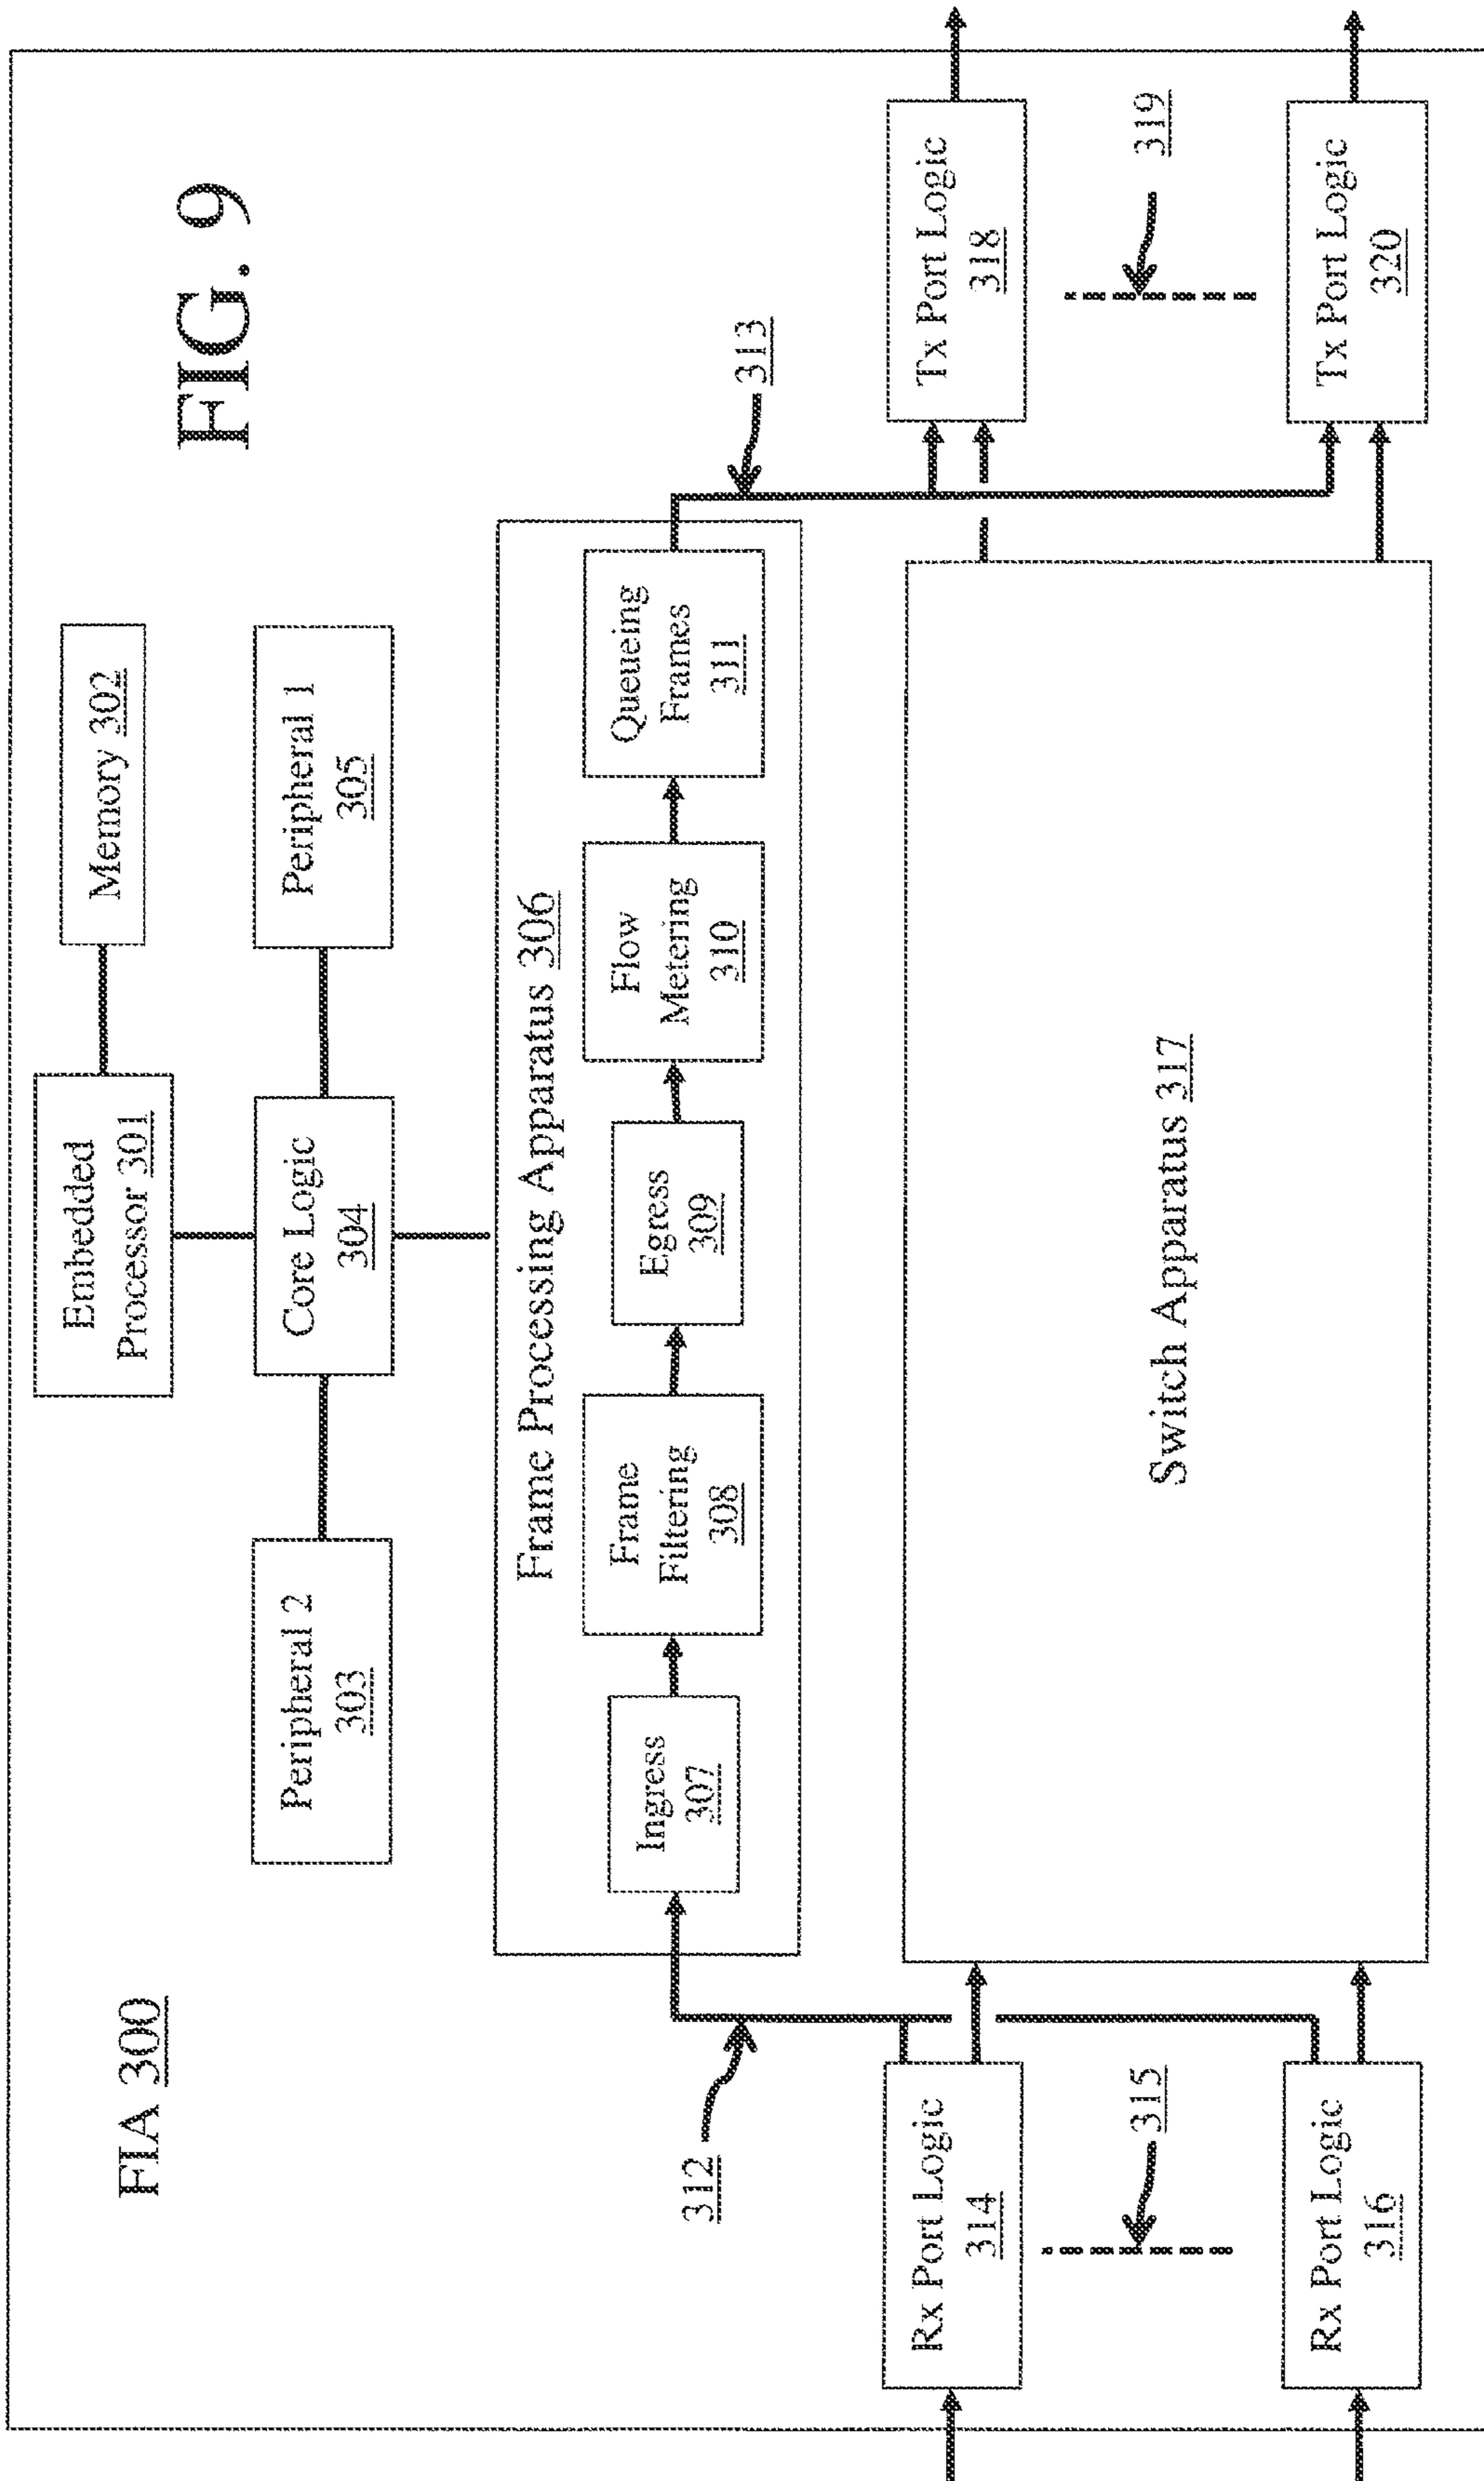 FIA 300
FIG. 9
Embedded
Processor 301
Memory 302
Peripheral 2
303
Core Logic
304
Peripheral 1
305
Frame Processing Apparatus 306
Ingress
307
Frame
Filtering
308
Egress
309
Flow
Metering
310
Queueing
Frames
311
312
313
Rx Port Logic
314
315
Rx Port Logic
316
Switch Apparatus 317
Tx Port Logic
318
319
Tx Port Logic
320